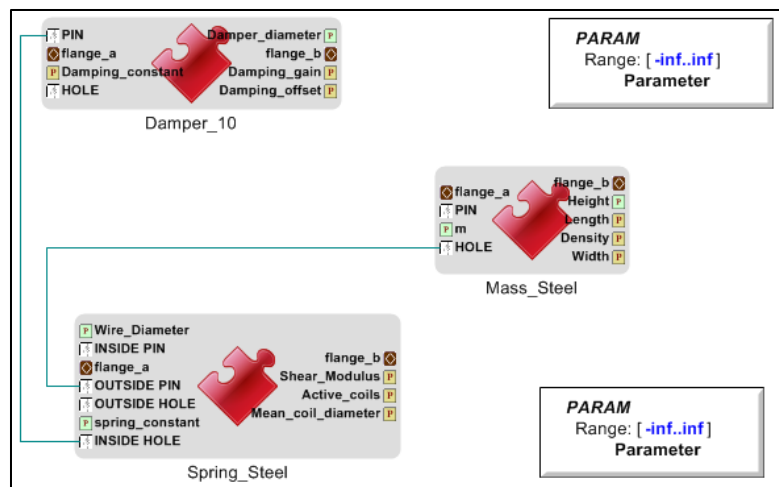 PIN
flange_a
Damping_constant
HOLE
Damper_diameter P
flange_b
Damping_gain P
Damping_offset P
P
Damper_10
PARAM
Range: [ -inf..inf ]
Parameter
flange_a
PIN
P m
HOLE
flange_b
Height P
Length P
Density P
Width P
Mass_Steel
P Wire_Diameter
INSIDE PIN
flange_a
OUTSIDE PIN
OUTSIDE HOLE
P spring_constant
INSIDE HOLE
flange_b
Shear_Modulus P
Active_coils P
Mean_coil_diameter P
Spring_Steel
PARAM
Range: [ -inf..inf ]
Parameter